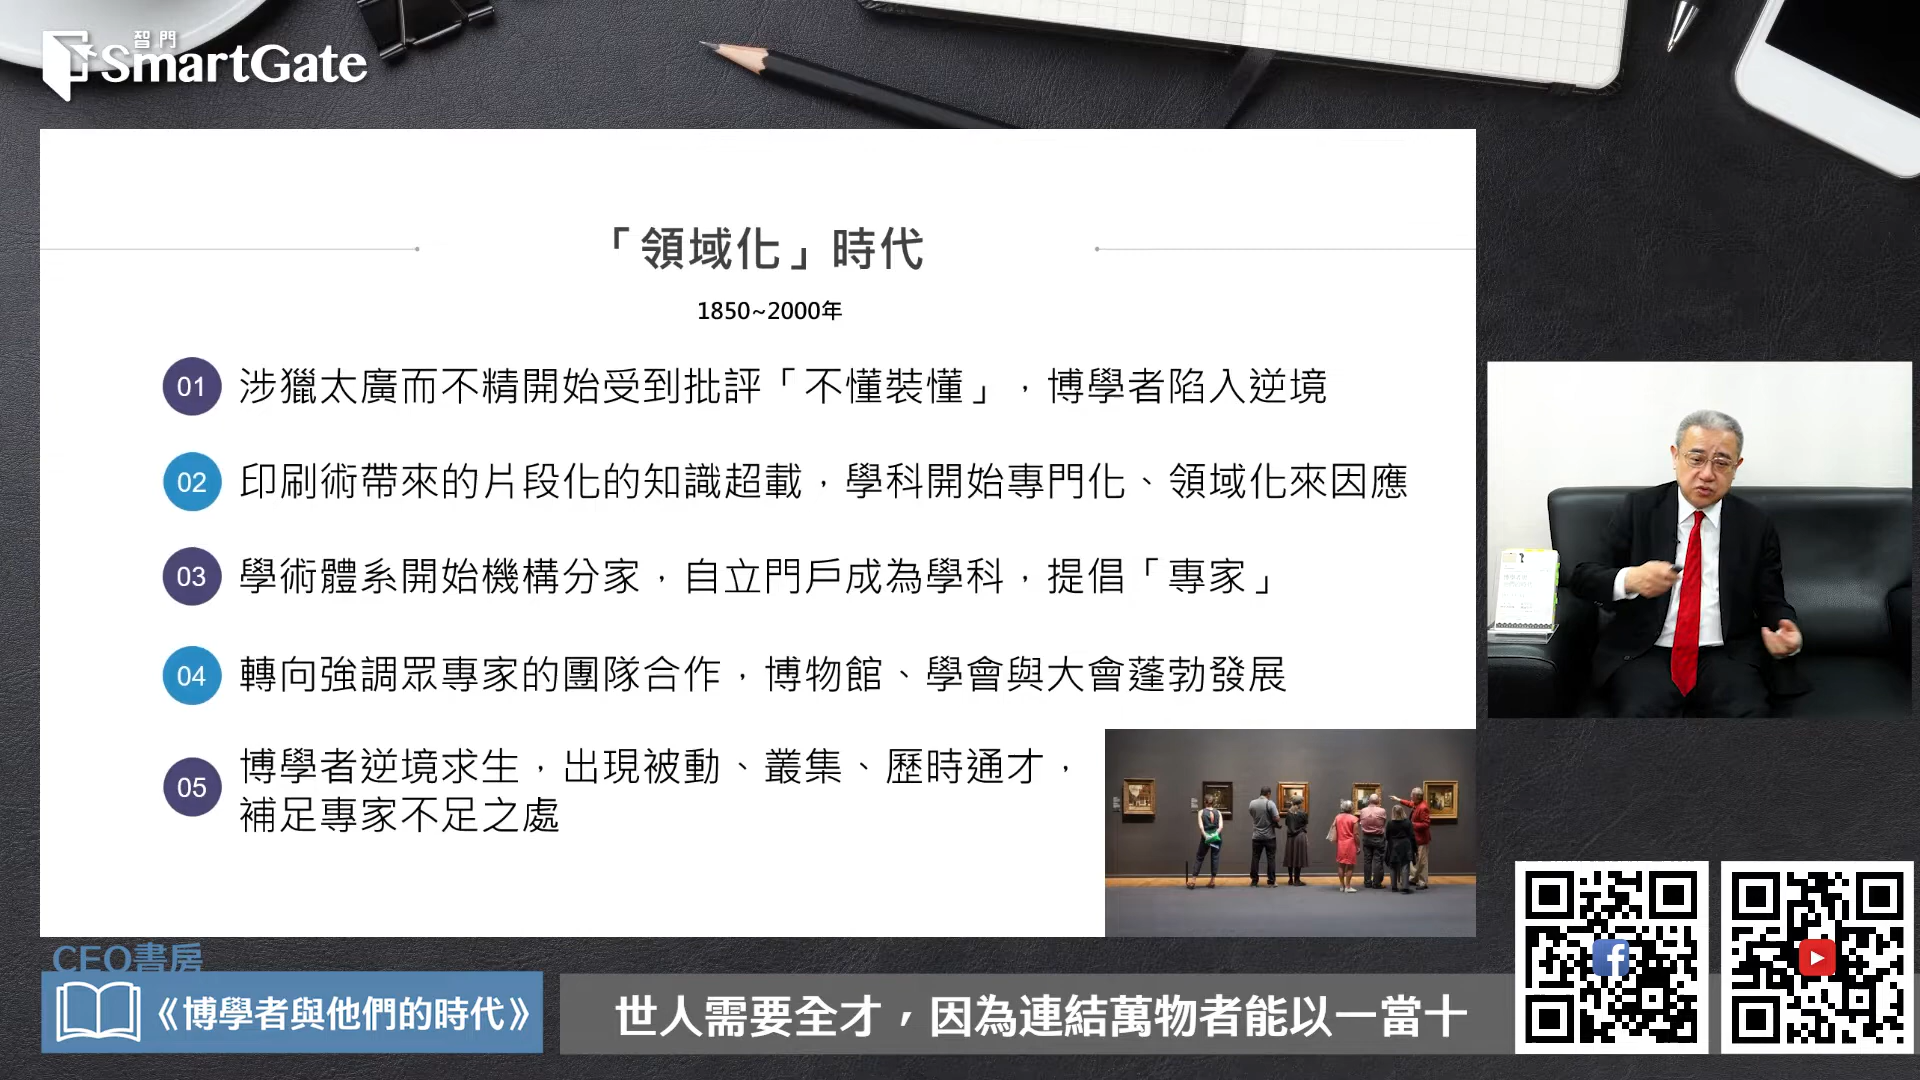 智門
SmartGate
「領域化」時代
1850~2000年
01 涉獵太廣而不精開始受到批評「不懂裝懂」，博學者陷入逆境
02 印刷術帶來的片段化的知識超載，學科開始專門化、領域化來因應
03 學術體系開始機構分家，自立門戶成為學科，提倡「專家」
04 轉向強調眾專家的團隊合作，博物館、學會與大會蓬勃發展
05 博學者逆境求生，出現被動、叢集、歷時通才，
補足專家不足之處
CEO書房
《博學者與他們的時代》
世人需要全才，因為連結萬物者能以一當十